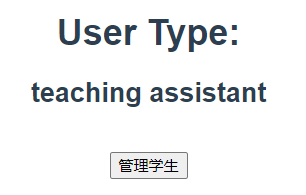 User Type:
teaching assistant
管理学生